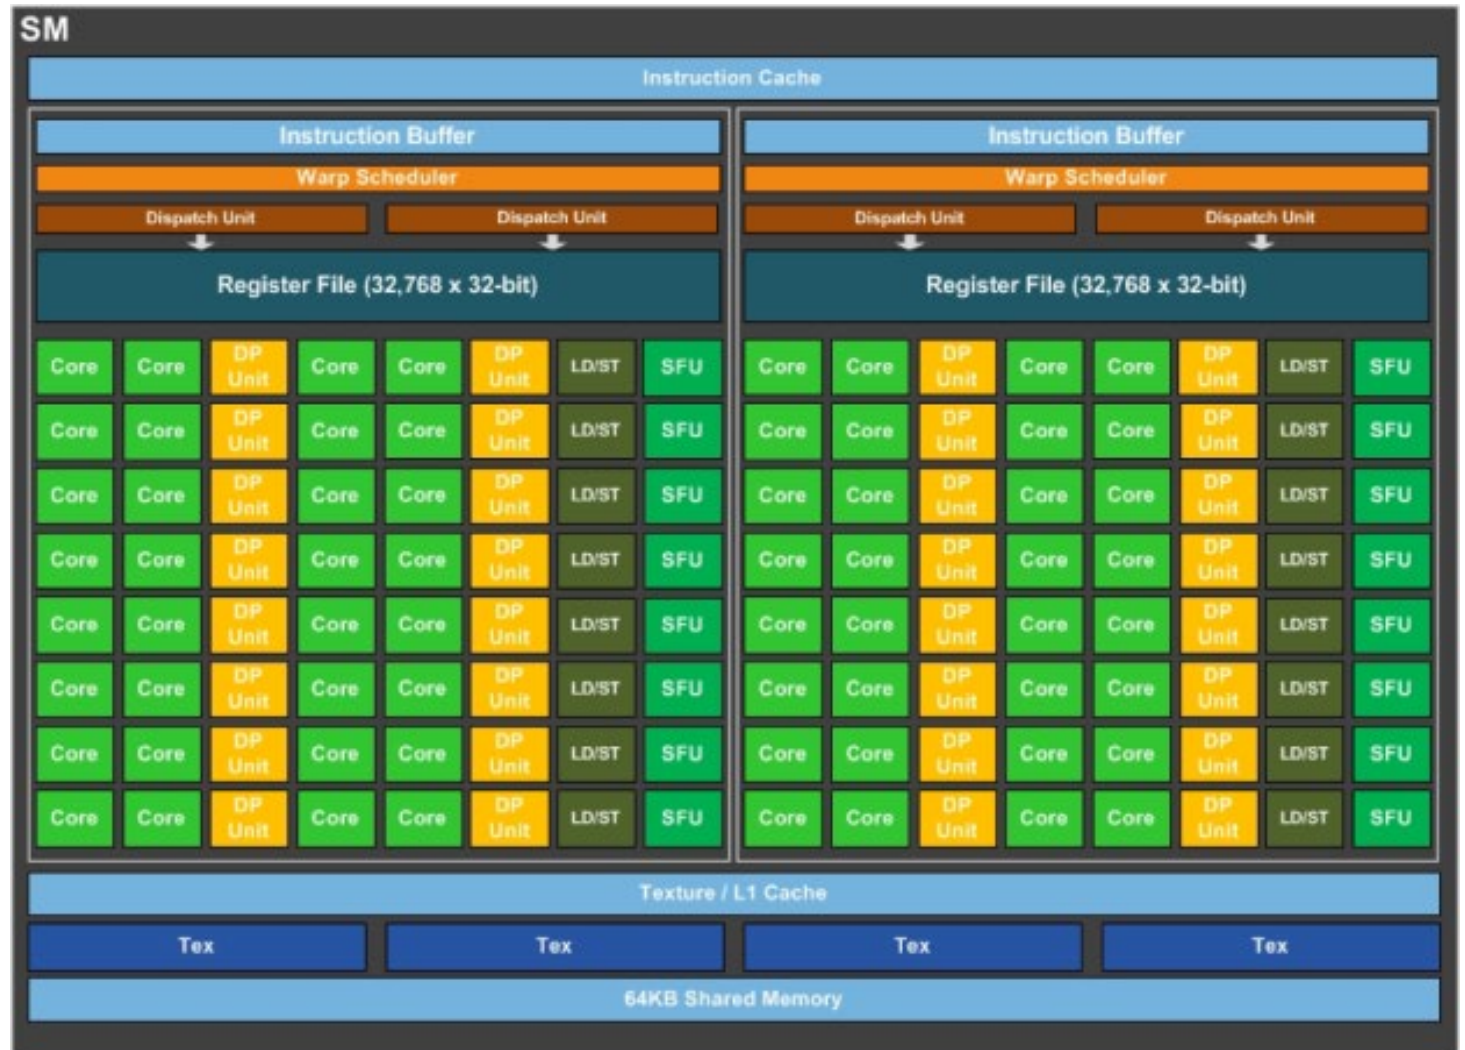 SM
Instruction Cache
Instruction Buffer Instruction Buffer
Warp Scheduler Warp Scheduler
Dispatch Unit Dispatch Unit Dispatch Unit Dispatch Unit
Register File (32,768 x 32-bit) Register File (32,768 x 32-bit)
Core Core DP Unit Core Core DP Unit LD/ST SFU Core Core DP Unit Core Core DP Unit LD/ST SFU
Core Core DP Unit Core Core DP Unit LD/ST SFU Core Core DP Unit Core Core DP Unit LD/ST SFU
Core Core DP Unit Core Core DP Unit LD/ST SFU Core Core DP Unit Core Core DP Unit LD/ST SFU
Core Core DP Unit Core Core DP Unit LD/ST SFU Core Core DP Unit Core Core DP Unit LD/ST SFU
Core Core DP Unit Core Core DP Unit LD/ST SFU Core Core DP Unit Core Core DP Unit LD/ST SFU
Core Core DP Unit Core Core DP Unit LD/ST SFU Core Core DP Unit Core Core DP Unit LD/ST SFU
Core Core DP Unit Core Core DP Unit LD/ST SFU Core Core DP Unit Core Core DP Unit LD/ST SFU
Core Core DP Unit Core Core DP Unit LD/ST SFU Core Core DP Unit Core Core DP Unit LD/ST SFU
Texture / L1 Cache
Tex Tex Tex Tex
64KB Shared Memory